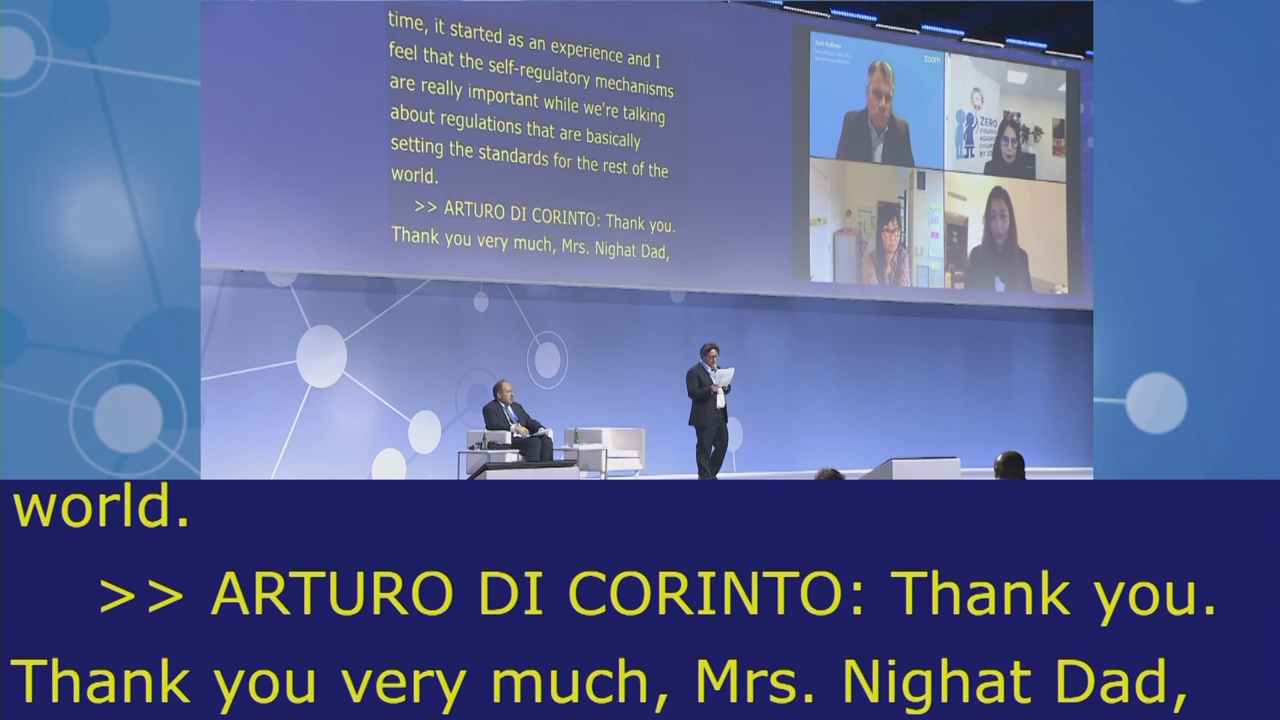 time, it started as an experience and I
feel that the self-regulatory mechanisms
are really important while we're talking
about regulations that are basically
setting the standards for the rest of the
world.
>> ARTURO DI CORINTO: Thank you.
Thank you very much, Mrs. Nighat Dad,
zoom
ZERO
VIOLENCE
AGAINST
CHILDREN
world.
>> ARTURO DI CORINTO: Thank you.
Thank you very much, Mrs. Nighat Dad,